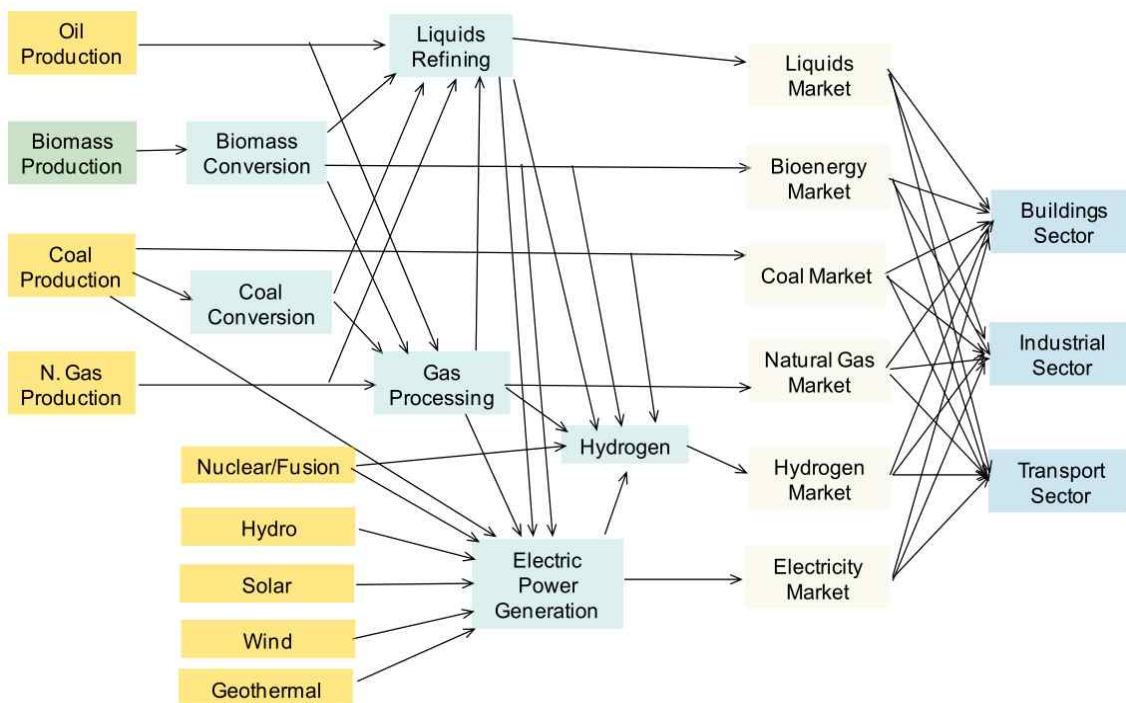 Oil
Production
Liquids
Refining
Liquids
Market
Biomass
Production
Biomass
Conversion
Bioenergy
Market
Buildings
Sector
Coal
Production
Coal
Conversion
Coal Market
Industrial
Sector
N. Gas
Production
Gas
Processing
Natural Gas
Market
Nuclear/Fusion
Hydrogen
Hydrogen
Market
Transport
Sector
Hydro
Solar
Wind
Geothermal
Electric
Power
Generation
Electricity
Market